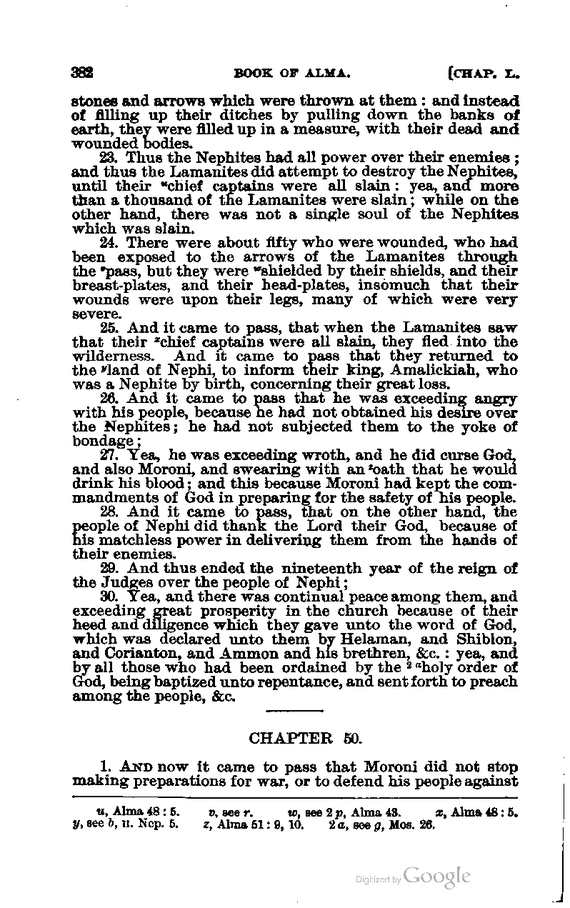 382 BOOK OF ALMA. [CHAP. L.
stones and arrows which were thrown at them : and instead
of filling up their ditches by pulling down the banks of
earth, they were filled up in a measure, with their dead and
wounded bodies.
23. Thus the Nephites had all power over their enemies ;
and thus the Lamanites did attempt to destroy the Nephites,
until their ᵘchief captains were all slain : yea, and more
than a thousand of the Lamanites were slain ; while on the
other hand, there was not a single soul of the Nephites
which was slain.
24. There were about fifty who were wounded, who had
been exposed to the arrows of the Lamanites through
the ᵛpass, but they were ʷshielded by their shields, and their
breast-plates, and their head-plates, insomuch that their
wounds were upon their legs, many of which were very
severe.
25. And it came to pass, that when the Lamanites saw
that their ˣchief captains were all slain, they fled into the
wilderness. And it came to pass that they returned to
the ʸland of Nephi, to inform their king, Amalickiah, who
was a Nephite by birth, concerning their great loss.
26. And it came to pass that he was exceeding angry
with his people, because he had not obtained his desire over
the Nephites ; he had not subjected them to the yoke of
bondage ;
27. Yea, he was exceeding wroth, and he did curse God,
and also Moroni, and swearing with an ᶻoath that he would
drink his blood ; and this because Moroni had kept the com-
mandments of God in preparing for the safety of his people.
28. And it came to pass, that on the other hand, the
people of Nephi did thank the Lord their God, because of
his matchless power in delivering them from the hands of
their enemies.
29. And thus ended the nineteenth year of the reign of
the Judges over the people of Nephi ;
30. Yea, and there was continual peace among them, and
exceeding great prosperity in the church because of their
heed and diligence which they gave unto the word of God,
which was declared unto them by Helaman, and Shiblon,
and Corianton, and Ammon and his brethren, &c. : yea, and
by all those who had been ordained by the ² ᵃholy order of
God, being baptized unto repentance, and sent forth to preach
among the people, &c.
CHAPTER 50.
1. AND now it came to pass that Moroni did not stop
making preparations for war, or to defend his people against
u, Alma 48 : 5. v, see r. w, see 2 p, Alma 43. x, Alma 48 : 5.
y, see b, II. Nep. 5. z, Alma 51 : 9, 10. 2 a, see g, Mos. 26.
Digitized by Google